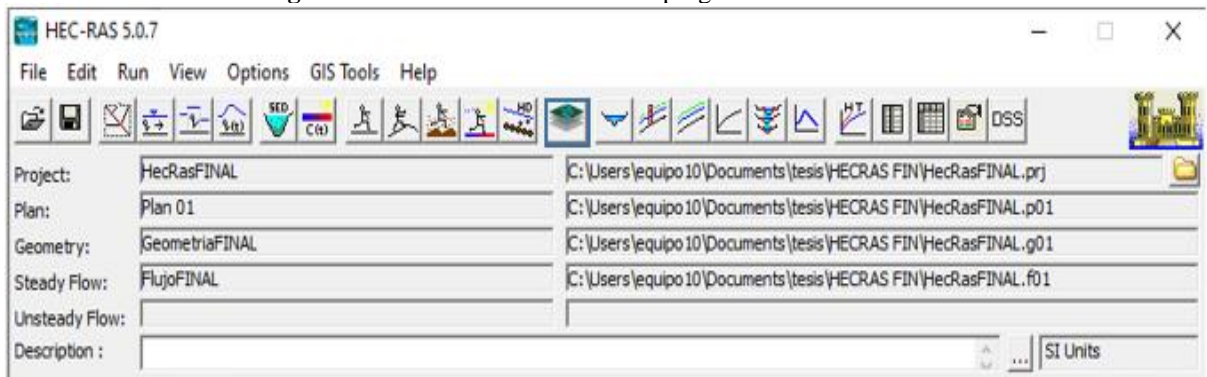 HEC-RAS 5.0.7
File Edit Run View Options GIS Tools Help
SED C(t) HD HT DSS
Project: HecRasFINAL C:\Users\equipo10\Documents\tesis\HECRAS FIN\HecRasFINAL.prj
Plan: Plan 01 C:\Users\equipo10\Documents\tesis\HECRAS FIN\HecRasFINAL.p01
Geometry: GeometriaFINAL C:\Users\equipo10\Documents\tesis\HECRAS FIN\HecRasFINAL.g01
Steady Flow: FlujoFINAL C:\Users\equipo10\Documents\tesis\HECRAS FIN\HecRasFINAL.f01
Unsteady Flow:
Description : ... SI Units